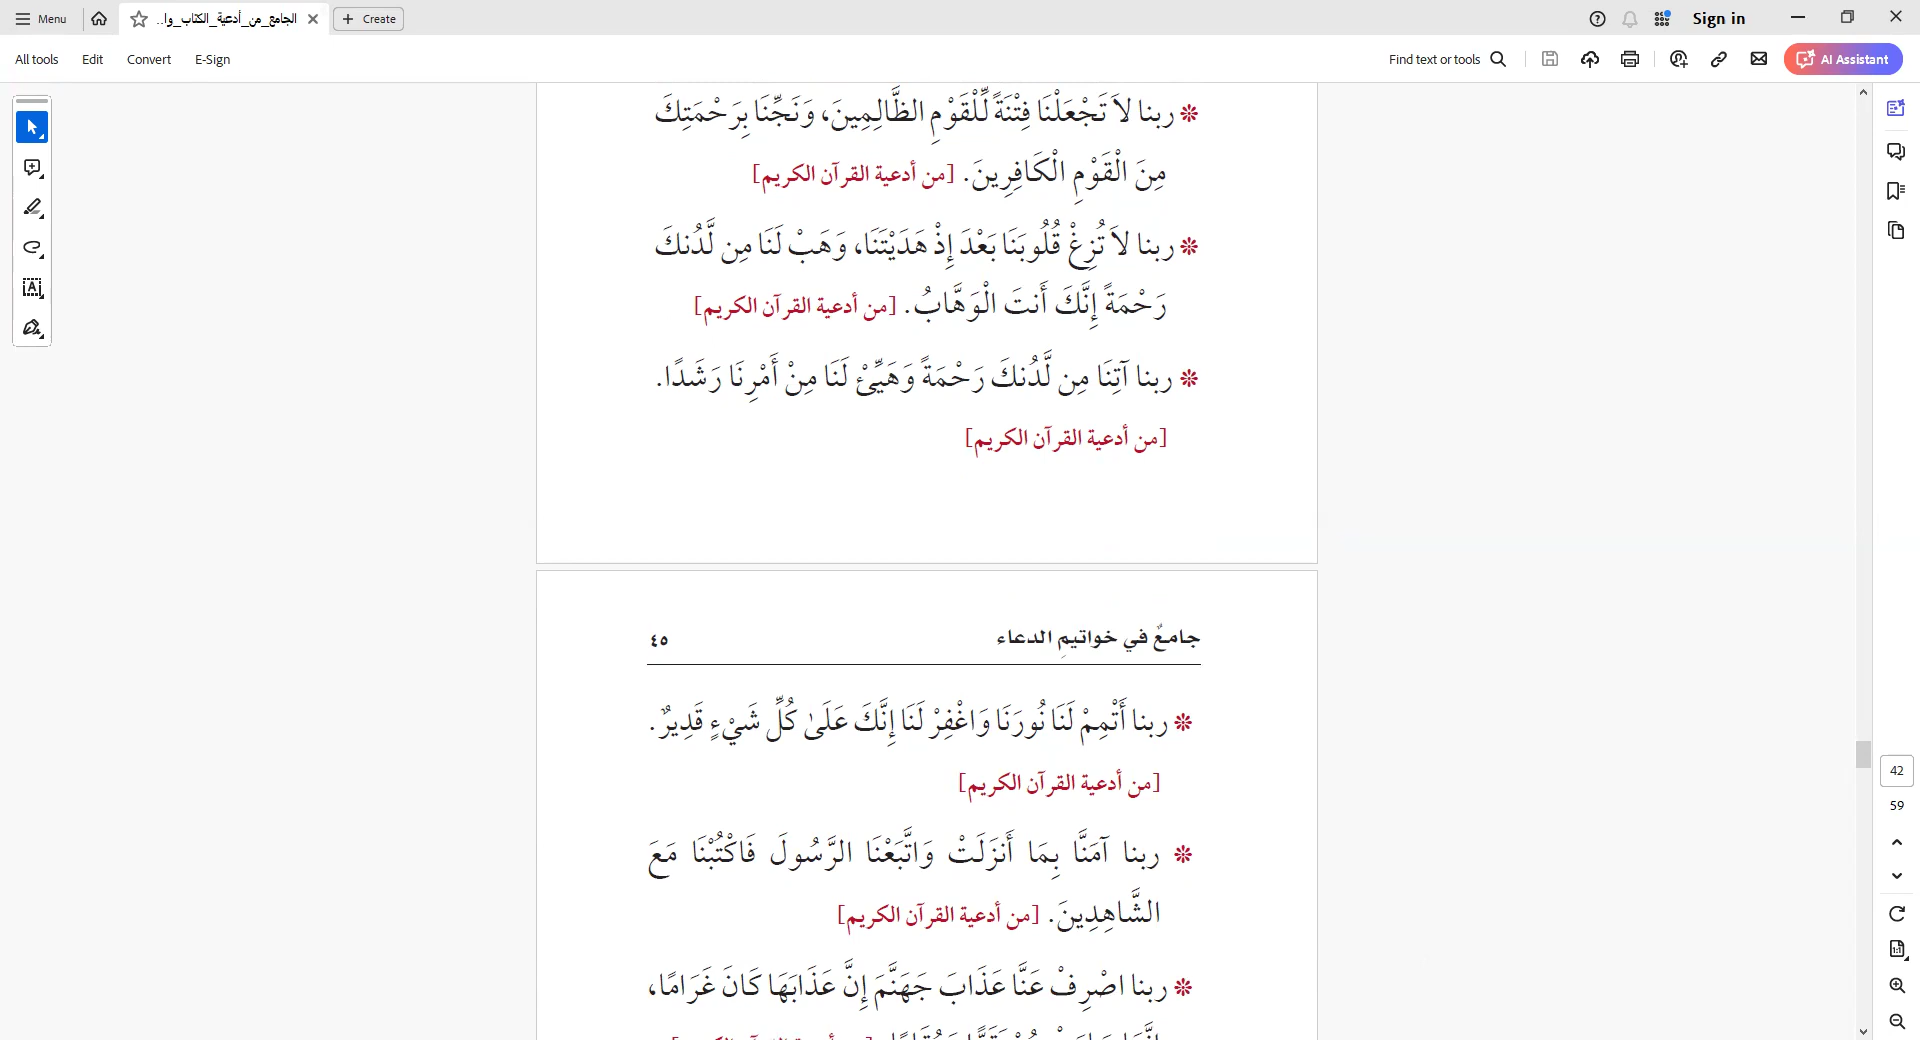 Menu
الجامع_من_أدعية_الكتاب_وا..
Create
Sign in
All tools Edit Convert E-Sign
Find text or tools
AI Assistant
ربنا لاَ تَجْعَلْنَا فِتْنَةً لِّلْقَوْمِ الظَّالِمِينَ، وَنَجِّنَا بِرَحْمَتِكَ
مِنَ الْقَوْمِ الْكَافِرِينَ. [من أدعية القرآن الكريم]
ربنا لاَ تُزِغْ قُلُوبَنَا بَعْدَ إِذْ هَدَيْتَنَا، وَهَبْ لَنَا مِن لَّدُنكَ
رَحْمَةً إِنَّكَ أَنتَ الْوَهَّابُ. [من أدعية القرآن الكريم]
ربنا آتِنَا مِن لَّدُنكَ رَحْمَةً وَهَيِّئْ لَنَا مِنْ أَمْرِنَا رَشَدًا.
[من أدعية القرآن الكريم]
جامعٌ في خواتيمِ الدعاء ٤٥
ربنا أَتْمِمْ لَنَا نُورَنَا وَاغْفِرْ لَنَا إِنَّكَ عَلَىٰ كُلِّ شَيْءٍ قَدِيرٌ.
[من أدعية القرآن الكريم]
ربنا آمَنَّا بِمَا أَنزَلَتْ وَاتَّبَعْنَا الرَّسُولَ فَاكْتُبْنَا مَعَ
الشَّاهِدِينَ. [من أدعية القرآن الكريم]
ربنا اصْرِفْ عَنَّا عَذَابَ جَهَنَّمَ إِنَّ عَذَابَهَا كَانَ غَرَامًا،
42
59